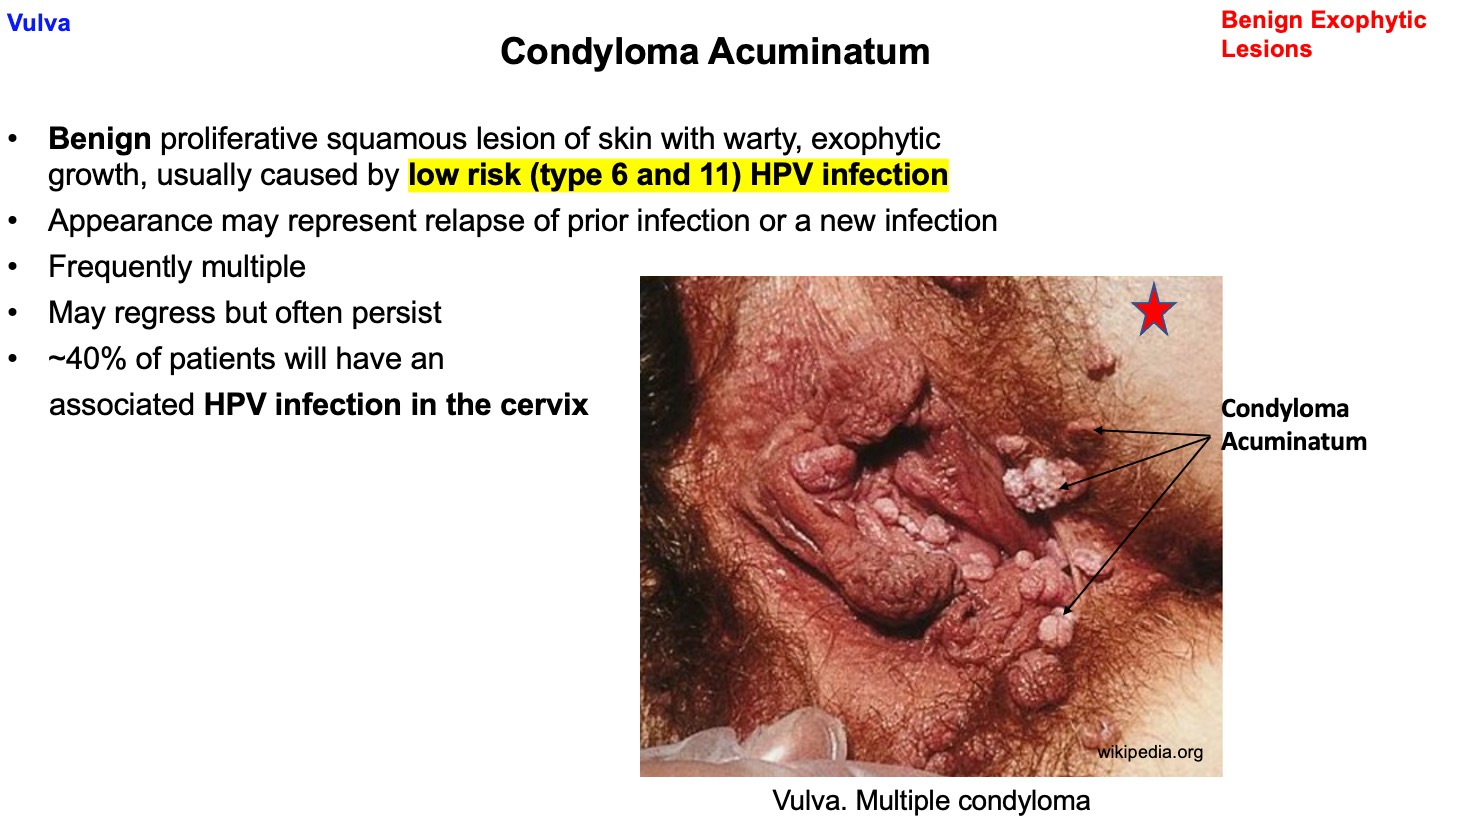 Vulva
Benign Exophytic
Lesions
Condyloma Acuminatum
• Benign proliferative squamous lesion of skin with warty, exophytic
growth, usually caused by low risk (type 6 and 11) HPV infection
• Appearance may represent relapse of prior infection or a new infection
• Frequently multiple
• May regress but often persist
• ~40% of patients will have an
associated HPV infection in the cervix
Condyloma
Acuminatum
wikipedia.org
Vulva. Multiple condyloma